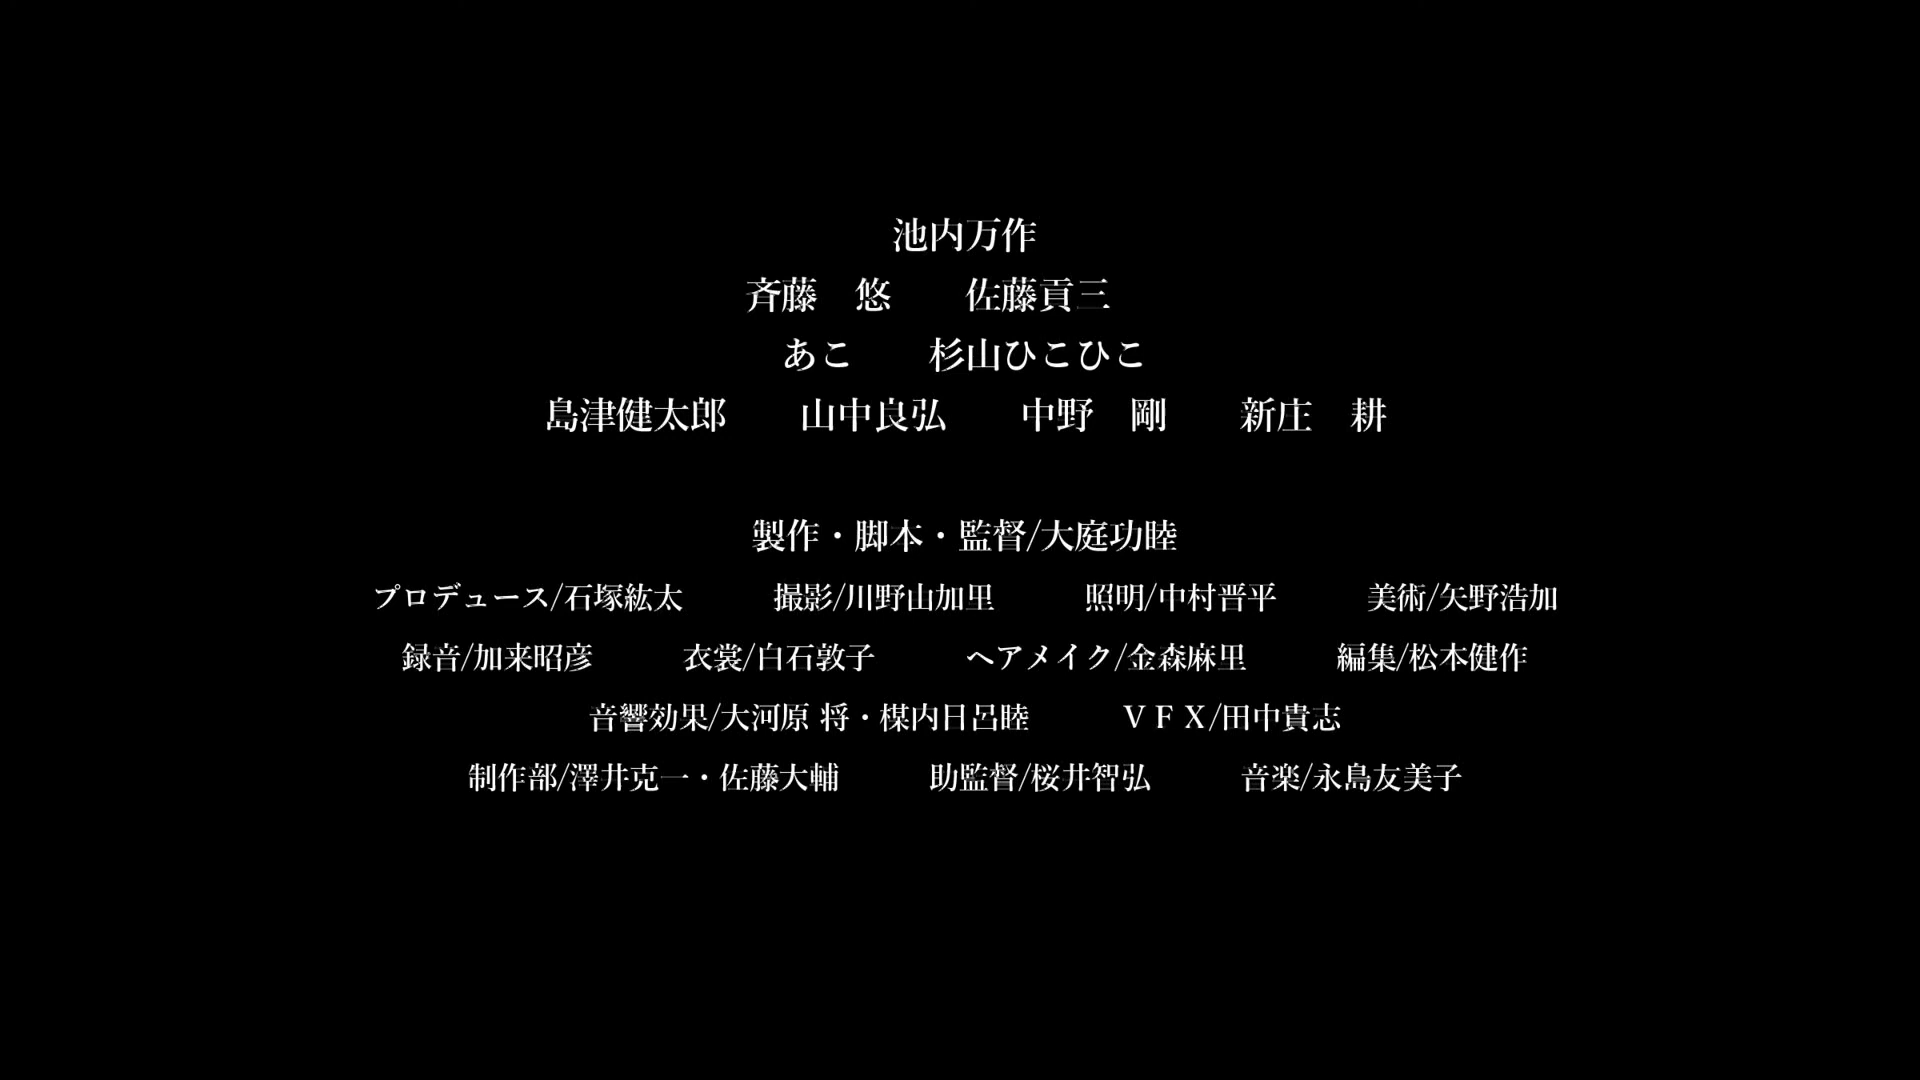 池内万作
斉藤　悠　　佐藤貢三
あこ　　杉山ひこひこ
島津健太郎　　山中良弘　　中野　剛　　新庄　耕
製作・脚本・監督/大庭功睦
プロデュース/石塚紘太　　　撮影/川野由加里　　　照明/中村晋平　　　美術/矢野浩加
録音/加来昭彦　　　衣裳/白石敦子　　　ヘアメイク/金森麻里　　　編集/松本健作
音響効果/大河原 将・楳内日呂睦　　　ＶＦＸ/田中貴志
制作部/澤井克一・佐藤大輔　　　助監督/桜井智弘　　　音楽/永島友美子